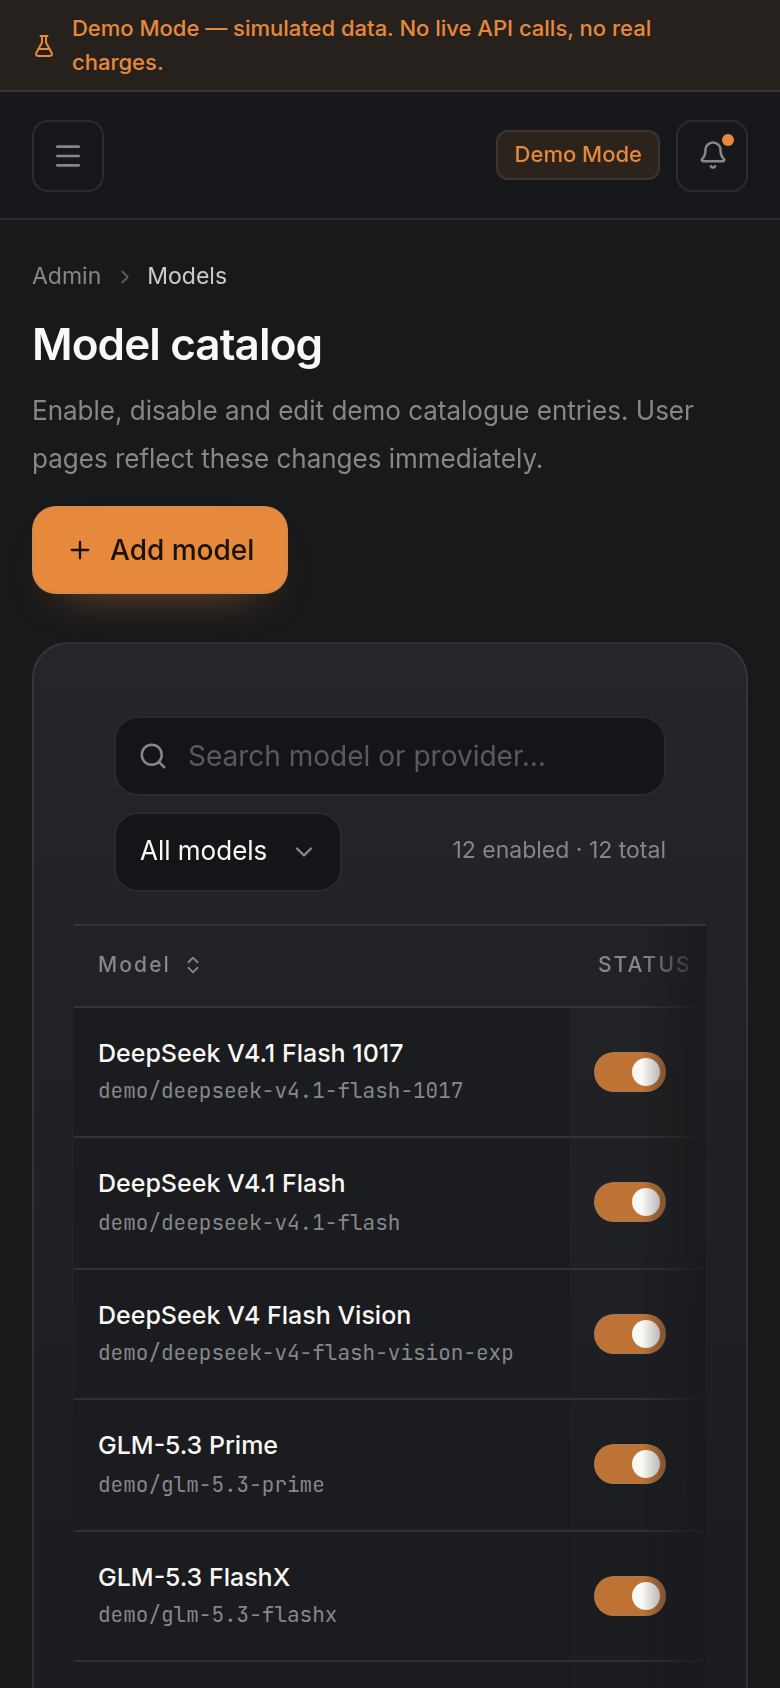 Demo Mode — simulated data. No live API calls, no real
charges.
Demo Mode
Admin > Models
Model catalog
Enable, disable and edit demo catalogue entries. User
pages reflect these changes immediately.
+ Add model
Search model or provider...
All models
12 enabled · 12 total
Model
STATUS
DeepSeek V4.1 Flash 1017
demo/deepseek-v4.1-flash-1017
DeepSeek V4.1 Flash
demo/deepseek-v4.1-flash
DeepSeek V4 Flash Vision
demo/deepseek-v4-flash-vision-exp
GLM-5.3 Prime
demo/glm-5.3-prime
GLM-5.3 FlashX
demo/glm-5.3-flashx